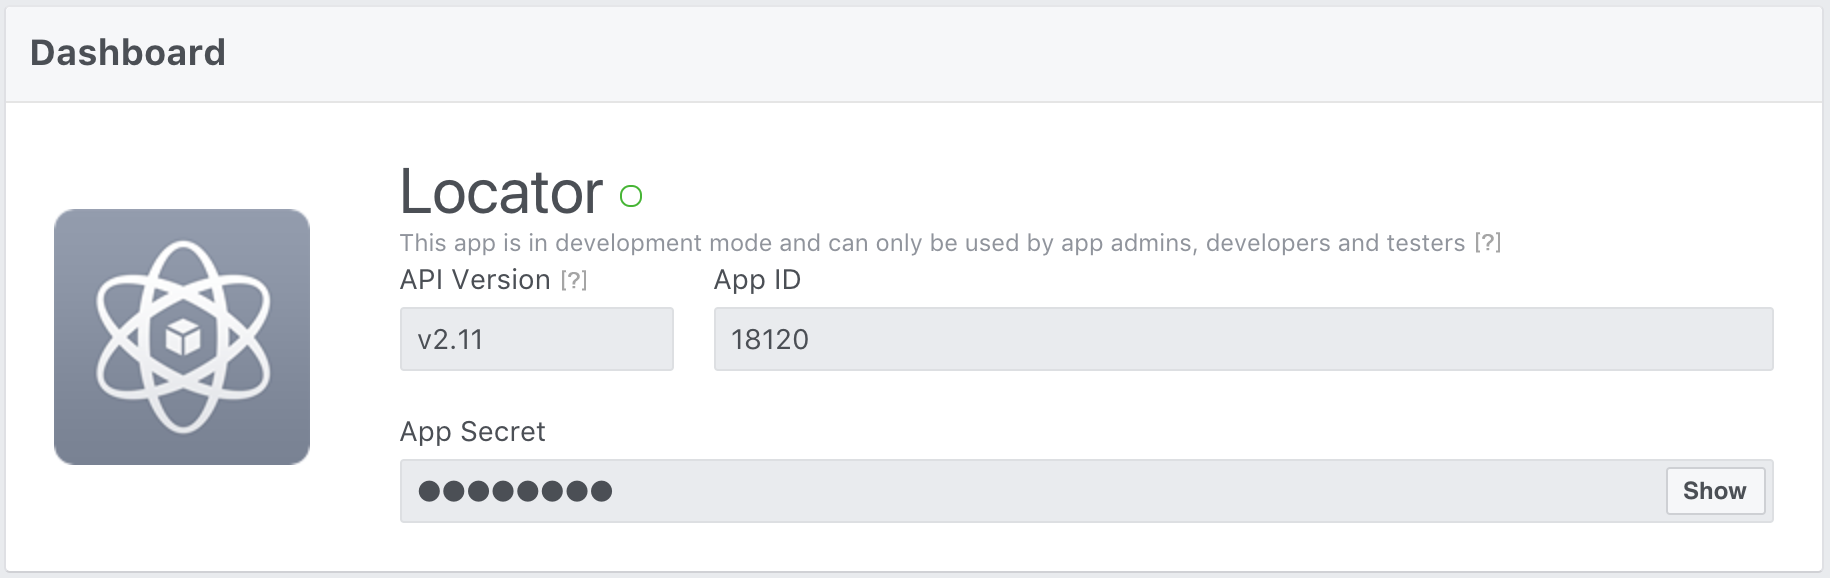 Dashboard
Locator
This app is in development mode and can only be used by app admins, developers and testers [?]
API Version [?] App ID
v2.11 18120
App Secret
●●●●●●●● Show